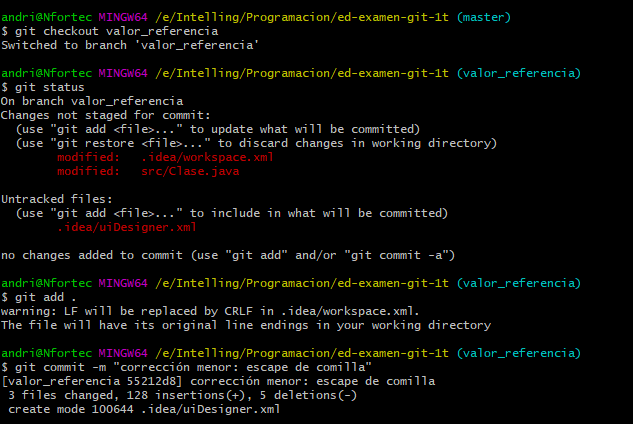 andri@Nfortec MINGW64 /e/Intelling/Programacion/ed-examen-git-1t (master)
$ git checkout valor_referencia
Switched to branch 'valor_referencia'
andri@Nfortec MINGW64 /e/Intelling/Programacion/ed-examen-git-1t (valor_referencia)
$ git status
On branch valor_referencia
Changes not staged for commit:
  (use "git add <file>..." to update what will be committed)
  (use "git restore <file>..." to discard changes in working directory)
        modified:   .idea/workspace.xml
        modified:   src/Clase.java
Untracked files:
  (use "git add <file>..." to include in what will be committed)
        .idea/uiDesigner.xml
no changes added to commit (use "git add" and/or "git commit -a")
andri@Nfortec MINGW64 /e/Intelling/Programacion/ed-examen-git-1t (valor_referencia)
$ git add .
warning: LF will be replaced by CRLF in .idea/workspace.xml.
The file will have its original line endings in your working directory
andri@Nfortec MINGW64 /e/Intelling/Programacion/ed-examen-git-1t (valor_referencia)
$ git commit -m "corrección menor: escape de comilla"
[valor_referencia 55212d8] corrección menor: escape de comilla
 3 files changed, 128 insertions(+), 5 deletions(-)
 create mode 100644 .idea/uiDesigner.xml